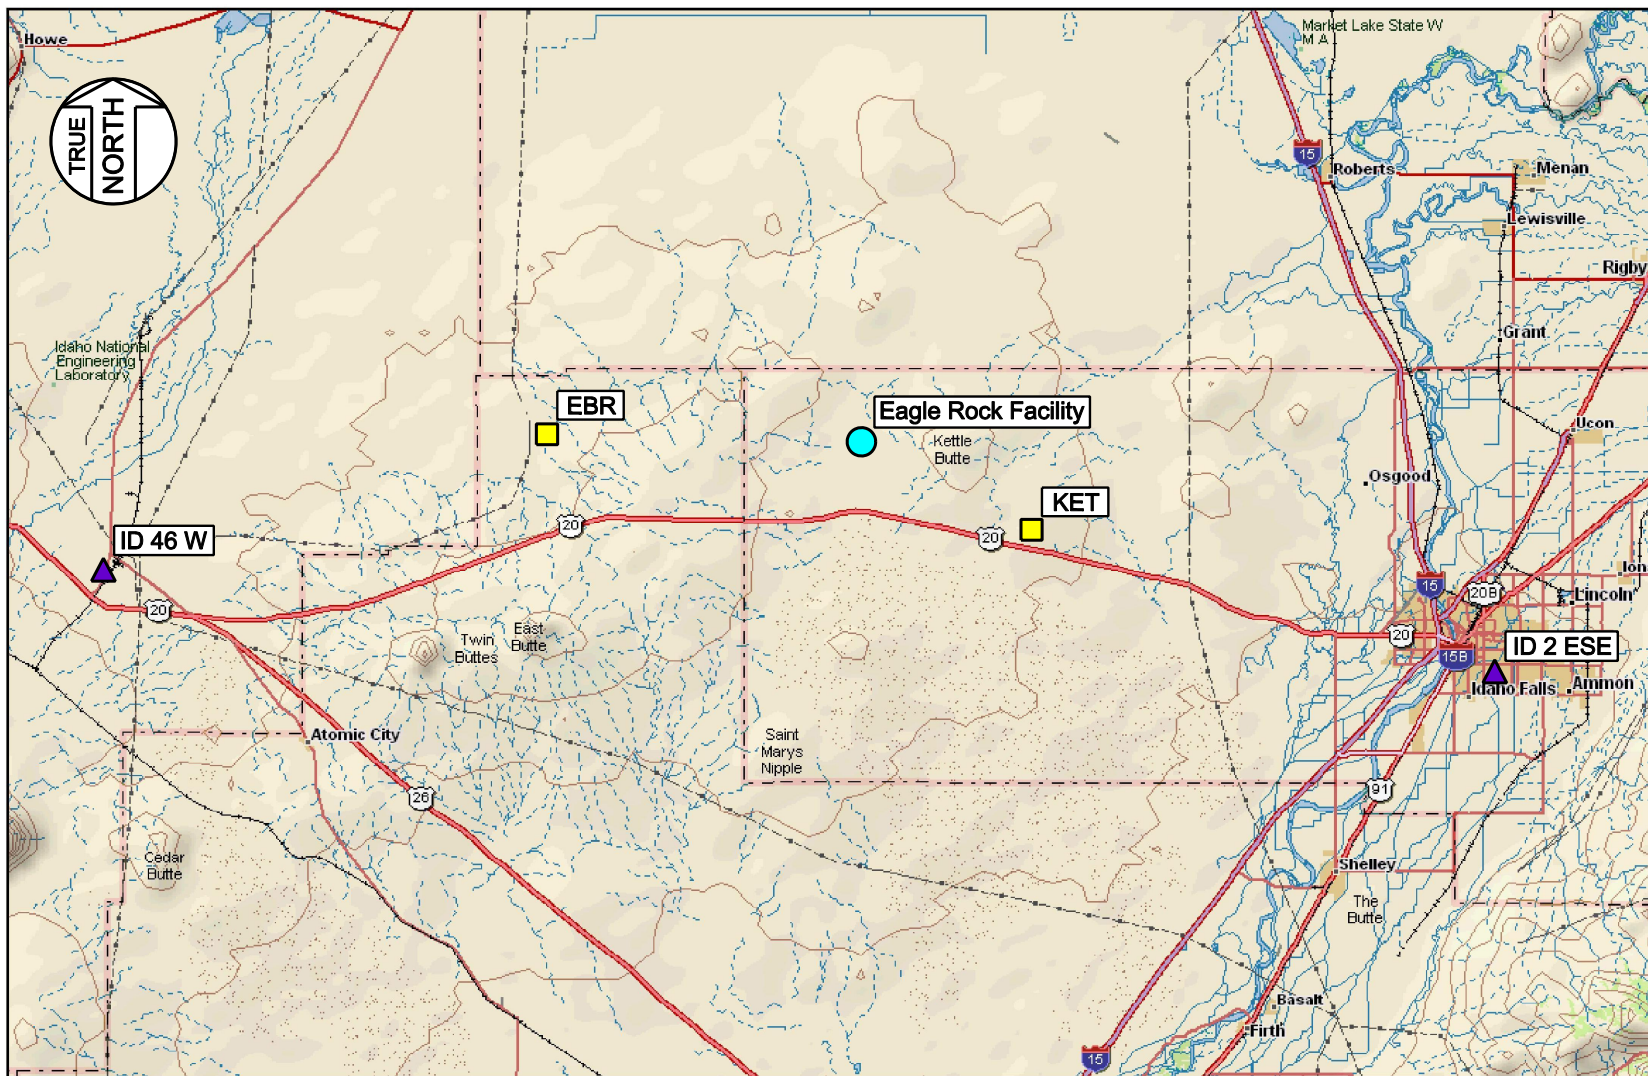 Howe
Market Lake State W
M A
TRUE
NORTH
15
Roberts
Menan
Lewisville
Rigby
Grant
Idaho National
Engineering
Laboratory
EBR
Eagle Rock Facility
Kettle
Butte
Ucon
Osgood
KET
20
20
ID 46 W
20
15
20B
Ion
Lincoln
20
15B
ID 2 ESE
Idaho Falls
Ammon
Twin
Buttes
East
Butte
Atomic City
Saint
Marys
Nipple
26
91
Cedar
Butte
Shelley
The
Butte
Basalt
Firth
15